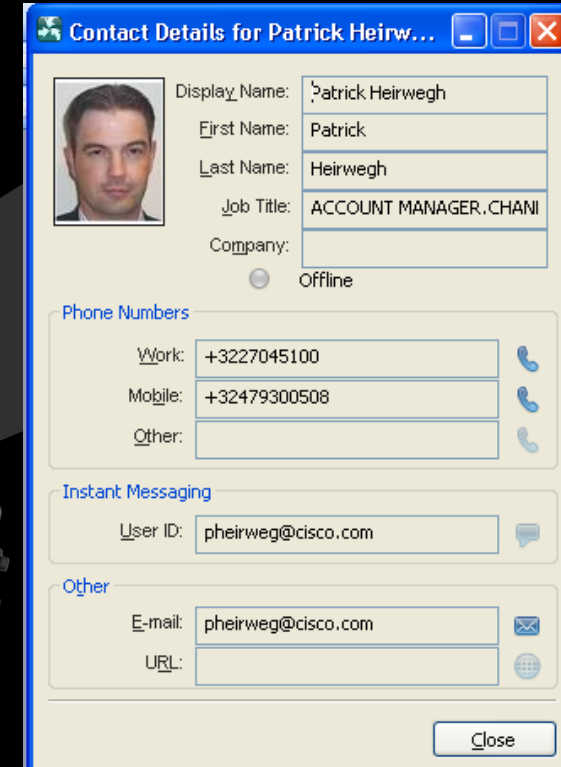 Contact Details for Patrick Heirw...
Display Name: Patrick Heirwegh
First Name: Patrick
Last Name: Heirwegh
Job Title: ACCOUNT MANAGER.CHANI
Company:
Offline
Phone Numbers
Work: +3227045100
Mobile: +32479300508
Other:
Instant Messaging
User ID: pheirweg@cisco.com
Other
E-mail: pheirweg@cisco.com
URL:
Close